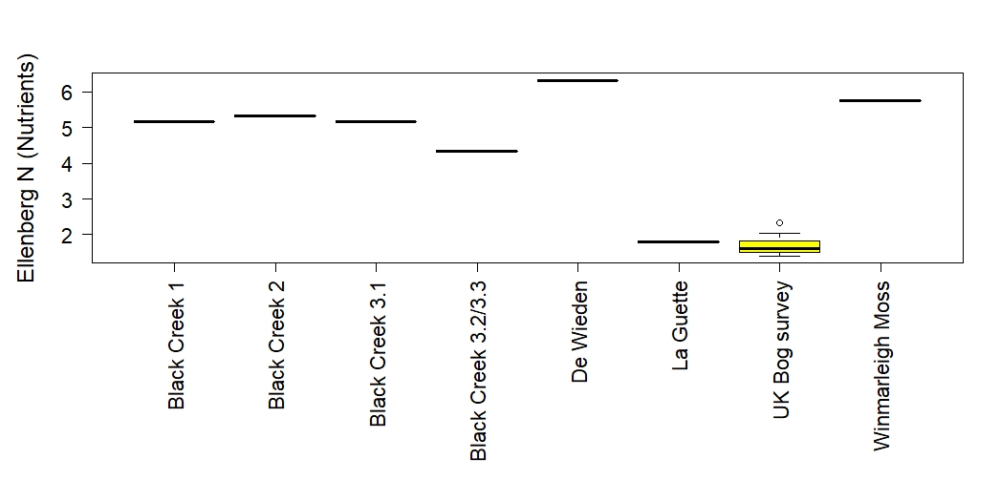 Ellenberg N (Nutrients)
6
5
4
3
2
Black Creek 1
Black Creek 2
Black Creek 3.1
Black Creek 3.2/3.3
De Wieden
La Guette
UK Bog survey
Winmarleigh Moss